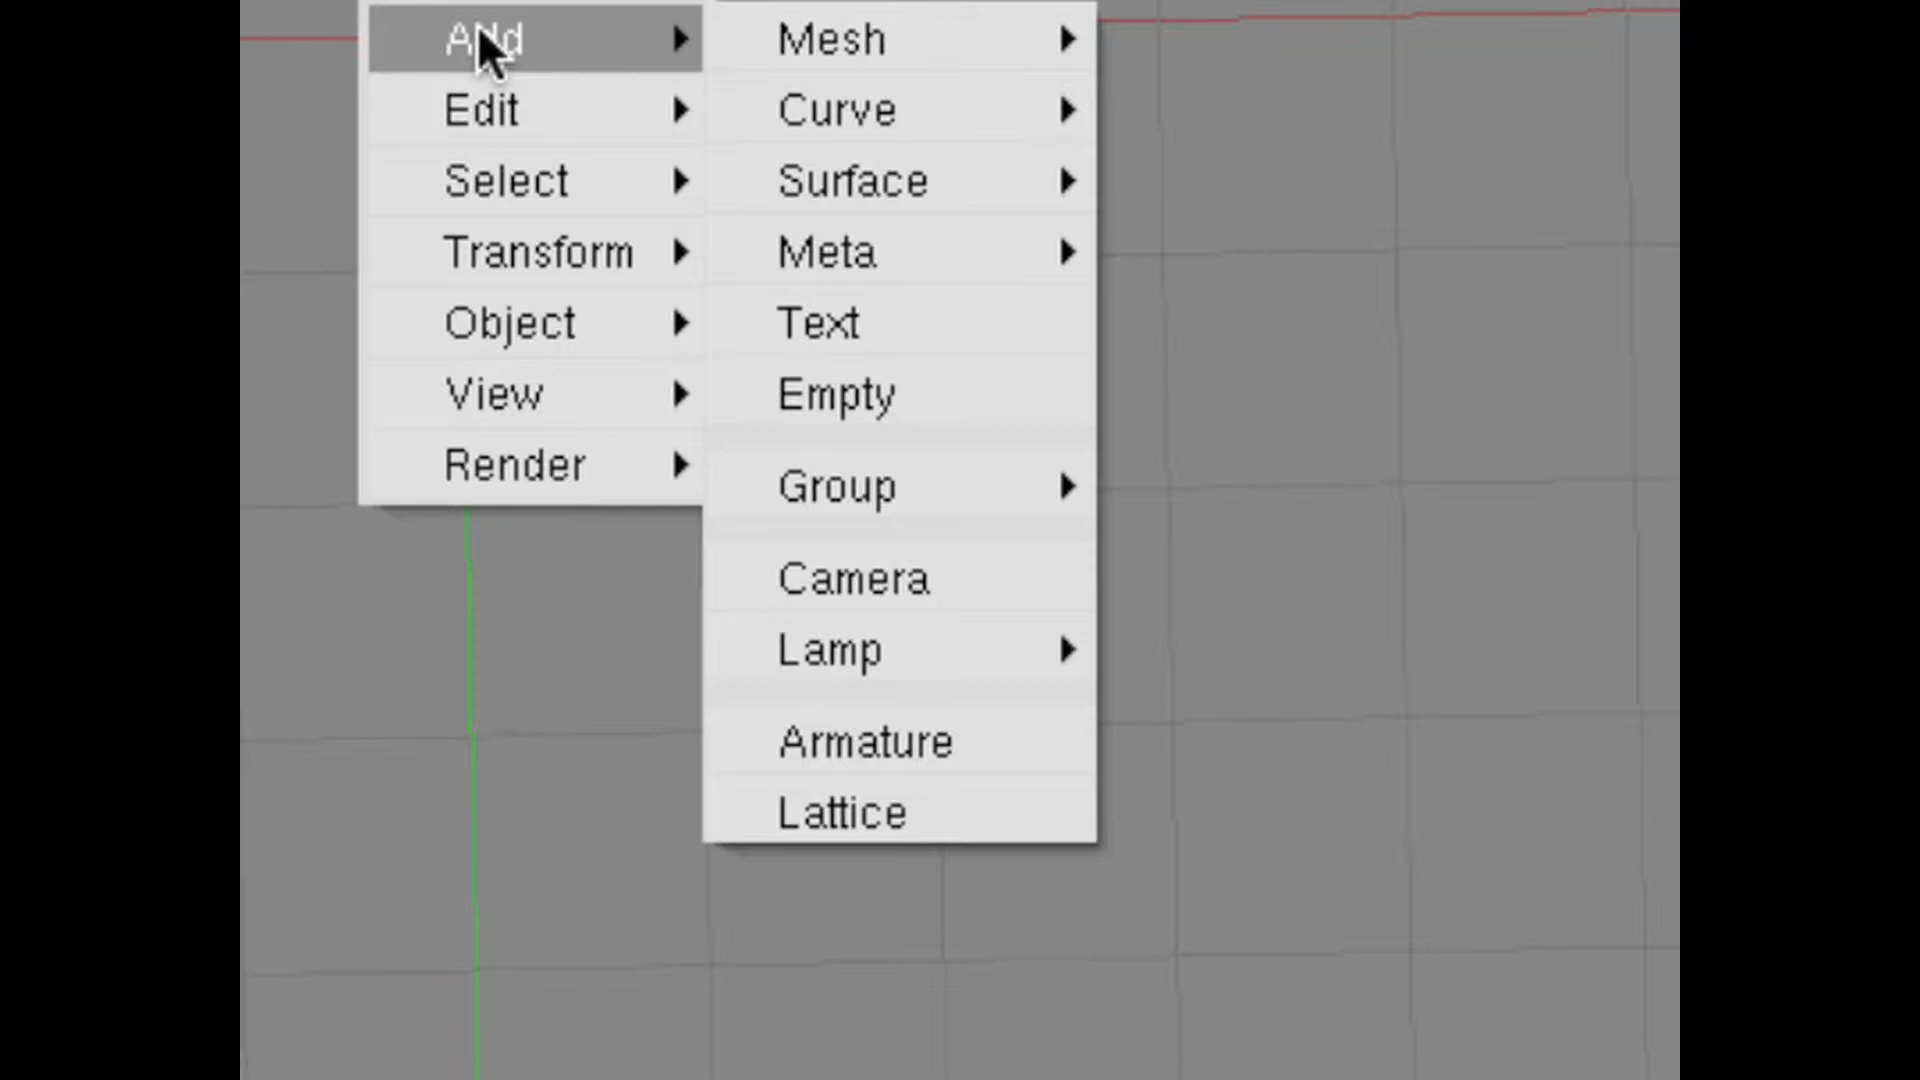 Add
Edit
Select
Transform
Object
View
Render
Mesh
Curve
Surface
Meta
Text
Empty
Group
Camera
Lamp
Armature
Lattice